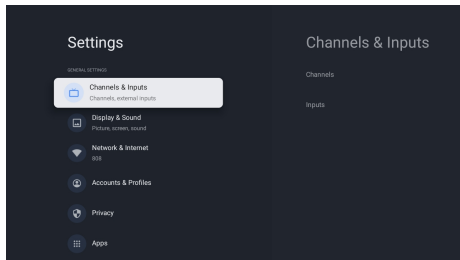 Settings
GENERAL SETTINGS
Channels & Inputs
Channels, external inputs
Display & Sound
Picture, screen, sound
Network & Internet
808
Accounts & Profiles
Privacy
Apps
Channels & Inputs
Channels
Inputs